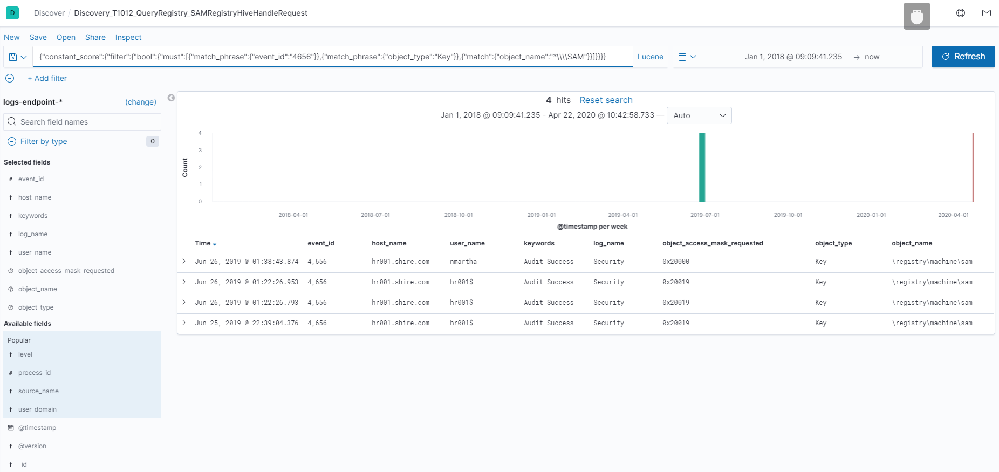 D Discover / Discovery_T1012_QueryRegistry_SAMRegistryHiveHandleRequest
New Save Open Share Inspect
{"constant_score":{"filter":{"bool":{"must":[{"match_phrase":{"event_id":"4656"}},{"match_phrase":{"object_type":"Key"}},{"match":{"object_name":"*\\\\SAM"}}]}}}} Lucene Jan 1, 2018 @ 09:09:41.235 → now Refresh
+ Add filter
logs-endpoint-* (change)
Search field names
Filter by type 0
Selected fields
# event_id
t host_name
t keywords
t log_name
t user_name
? object_access_mask_requested
? object_name
? object_type
Available fields
Popular
t level
# process_id
t source_name
t user_domain
@timestamp
t @version
t _id
4 hits Reset search
Jan 1, 2018 @ 09:09:41.235 - Apr 22, 2020 @ 10:42:58.733 — Auto
Count
4
3
2
1
0
2018-04-01 2018-07-01 2018-10-01 2019-01-01 2019-04-01 2019-07-01 2019-10-01 2020-01-01 2020-04-01
@timestamp per week
Time event_id host_name user_name keywords log_name object_access_mask_requested object_type object_name
Jun 26, 2019 @ 01:38:43.874 4,656 hr001.shire.com nmartha Audit Success Security 0x20000 Key \registry\machine\sam
Jun 26, 2019 @ 01:22:26.953 4,656 hr001.shire.com hr001$ Audit Success Security 0x20019 Key \registry\machine\sam
Jun 26, 2019 @ 01:22:26.793 4,656 hr001.shire.com hr001$ Audit Success Security 0x20019 Key \registry\machine\sam
Jun 25, 2019 @ 22:39:04.376 4,656 hr001.shire.com hr001$ Audit Success Security 0x20019 Key \registry\machine\sam